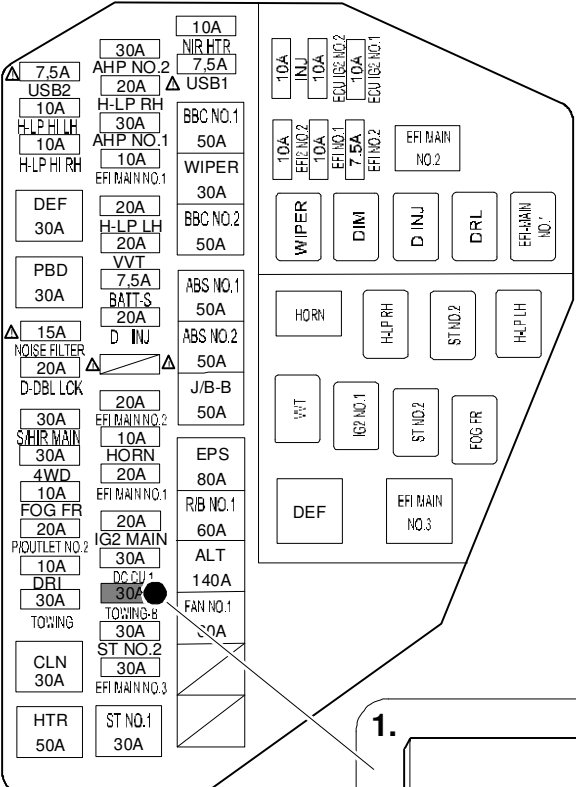 7,5A
USB2
10A
H-LP HI LH
10A
H-LP HI RH
DEF
30A
PBD
30A
15A
NOISE FILTER
20A
D-DBL LCK
30A
S/HIR MAIN
30A
4WD
10A
FOG FR
20A
P/OUTLET NO.2
10A
DRI
30A
TOWING
CLN
30A
HTR
50A
30A
AHP NO.2
20A
H-LP RH
30A
AHP NO.1
10A
EFI MAIN NO.1
20A
H-LP LH
20A
VVT
7,5A
BATT-S
20A
D INJ
20A
EFI MAIN NO.2
10A
HORN
20A
EFI MAIN NO.1
20A
IG2 MAIN
30A
DC CU 1
30A
TOWING-B
30A
ST NO.2
30A
EFI MAIN NO.3
ST NO.1
30A
10A
NIR HTR
7,5A
USB1
BBC NO.1
50A
WIPER
30A
BBC NO.2
50A
ABS NO.1
50A
ABS NO.2
50A
J/B-B
50A
EPS
80A
R/B NO.1
60A
ALT
140A
FAN NO.1
10A
INJ
10A
ECU IG2 NO.2
10A
ECU IG2 NO.1
10A
EFI2 NO.2
10A
EFI NO.1
7.5A
EFI NO.2
EFI MAIN
NO.2
WIPER
DIM
D INJ
DRL
EFI-MAIN
NO.1
HORN
H-LP RH
ST NO.2
H-LP LH
VVT
IG2 NO.1
ST NO.2
FOG FR
DEF
EFI MAIN
NO.3
1.